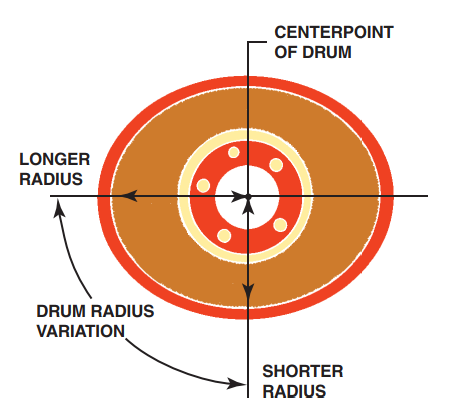 CENTERPOINT
OF DRUM
LONGER
RADIUS
DRUM RADIUS
VARIATION
SHORTER
RADIUS